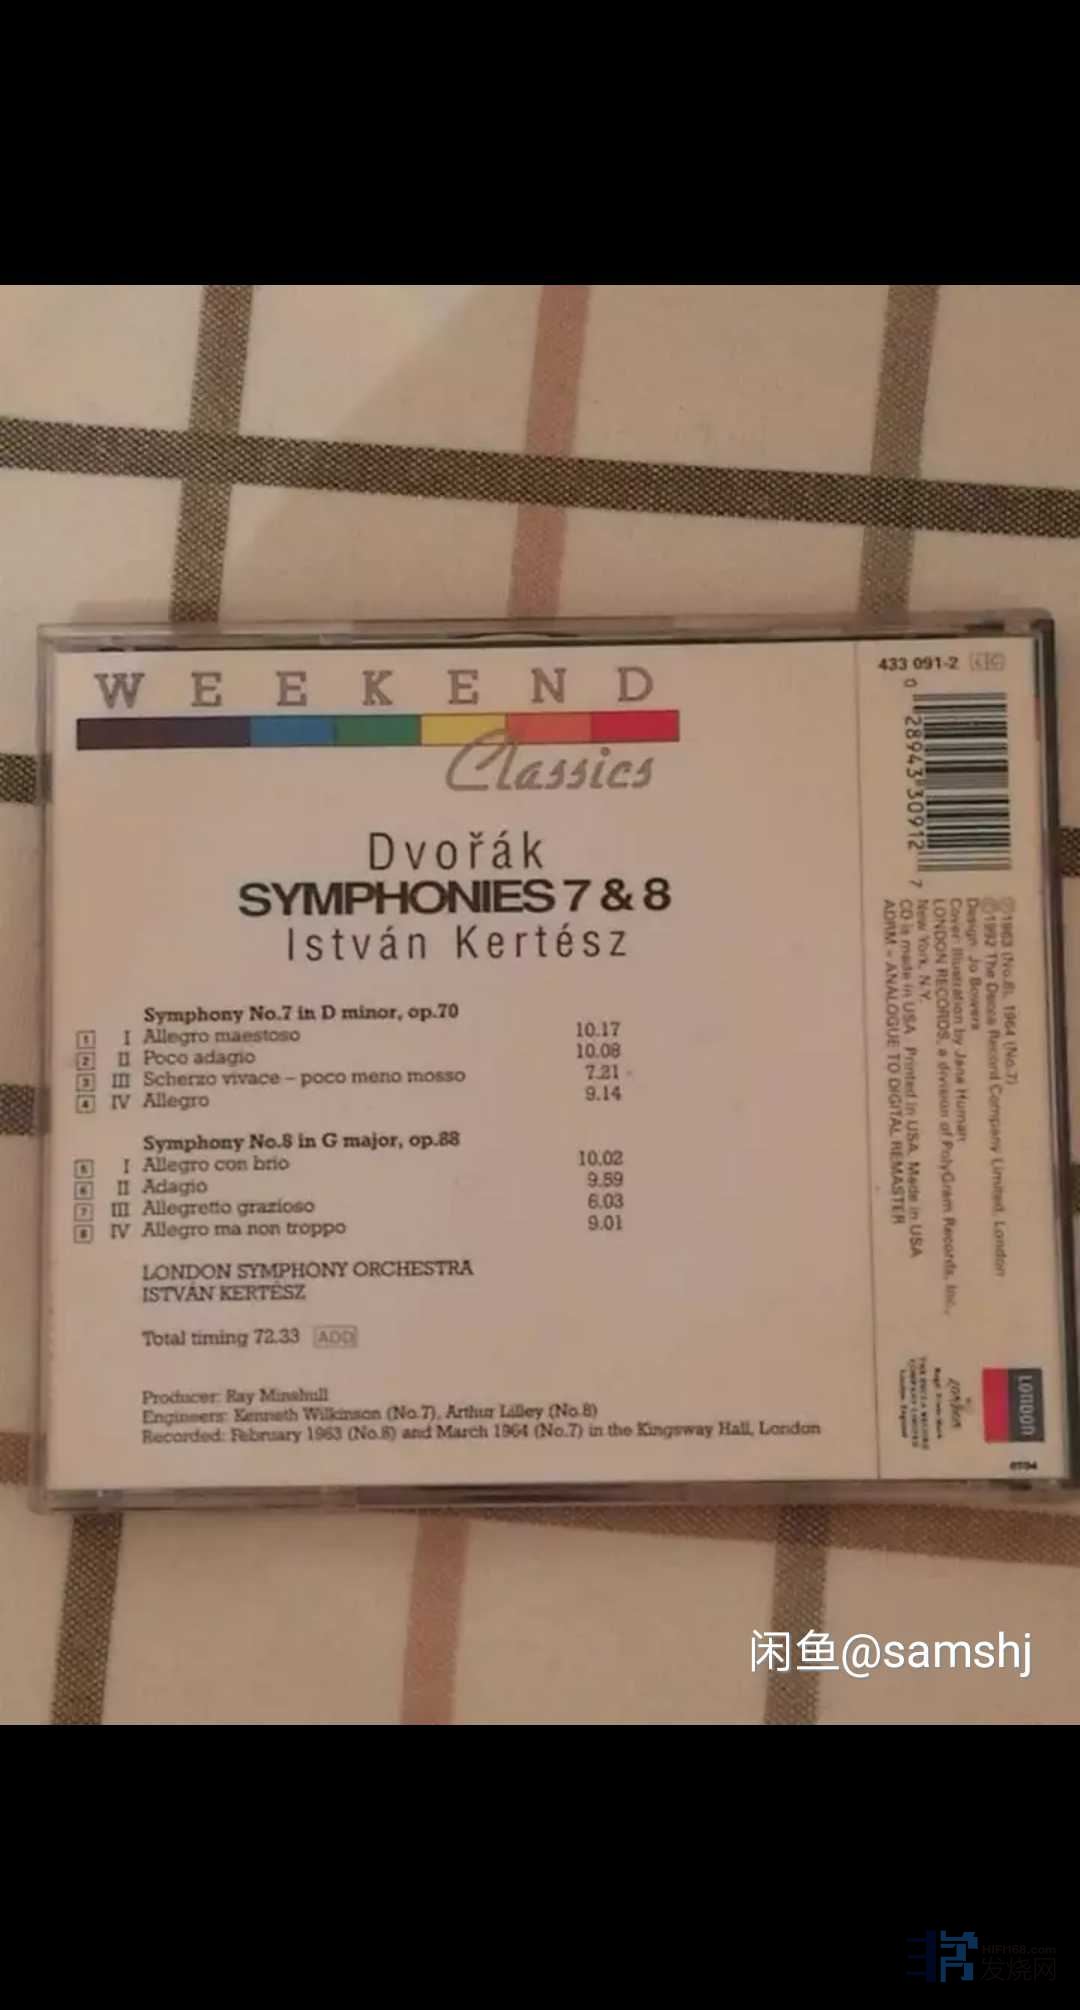 WEEKEND
Classics
Dvořák
SYMPHONIES 7 & 8
István Kertész
Symphony No.7 in D minor, op.70
1 I Allegro maestoso 10.17
2 II Poco adagio 10.08
3 III Scherzo vivace – poco meno mosso 7.21
4 IV Allegro 9.14
Symphony No.8 in G major, op.88
5 I Allegro con brio 10.02
6 II Adagio 9.59
7 III Allegretto grazioso 6.03
8 IV Allegro ma non troppo 9.01
LONDON SYMPHONY ORCHESTRA
ISTVÁN KERTÉSZ
Total timing 72.33 ADD
Producer: Ray Minshull
Engineers: Kenneth Wilkinson (No.7), Arthur Lilley (No.8)
Recorded: February 1963 (No.8) and March 1964 (No.7) in the Kingsway Hall, London
433 091-2
0 28943 30912 7
Ⓟ 1963 (No.8), 1964 (No.7)
© 1992 The Decca Record Company Limited, London
Design: Jo Bowers
Cover: Illustration by Jane Human
LONDON RECORDS, a division of PolyGram Records, Inc.,
New York, N.Y.
CD is made in USA Printed in USA. Made in USA
ADRM – ANALOGUE TO DIGITAL REMASTER
LONDON
闲鱼@samshj
HIFI168.com
发烧网